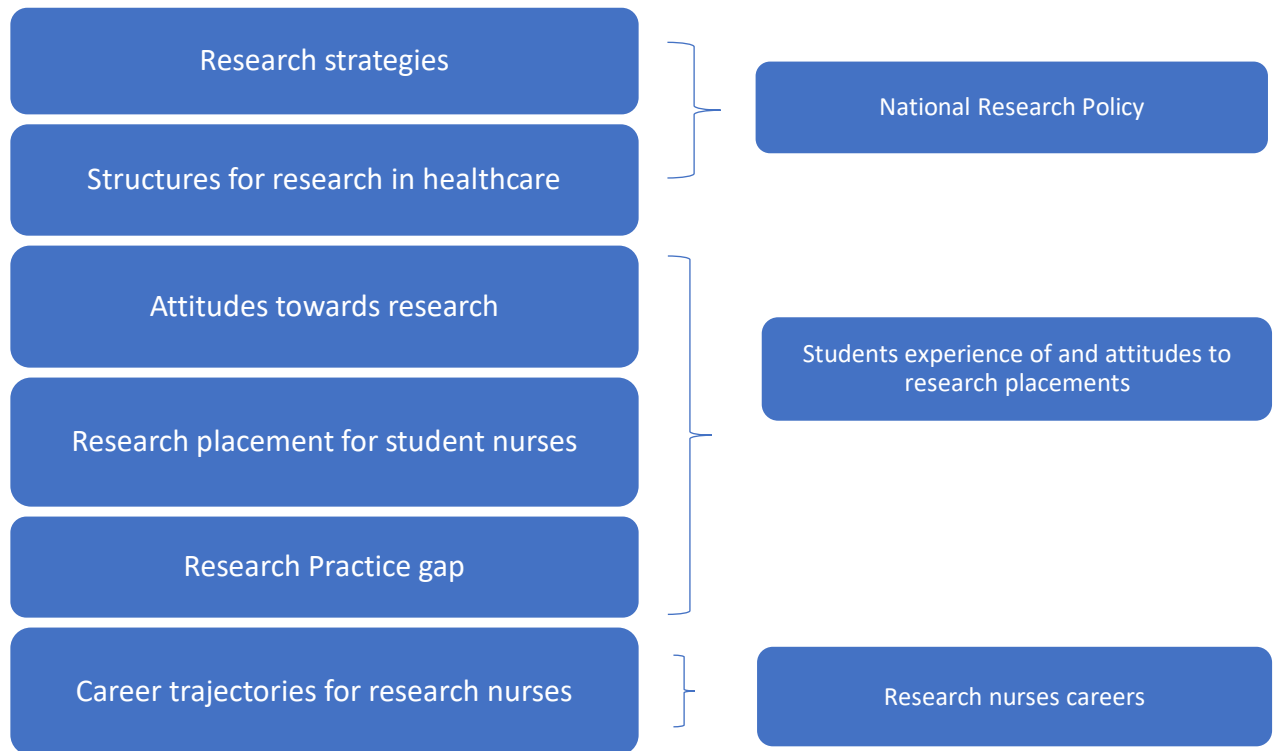 Research strategies
Structures for research in healthcare
National Research Policy
Attitudes towards research
Research placement for student nurses
Research Practice gap
Students experience of and attitudes to
research placements
Career trajectories for research nurses
Research nurses careers